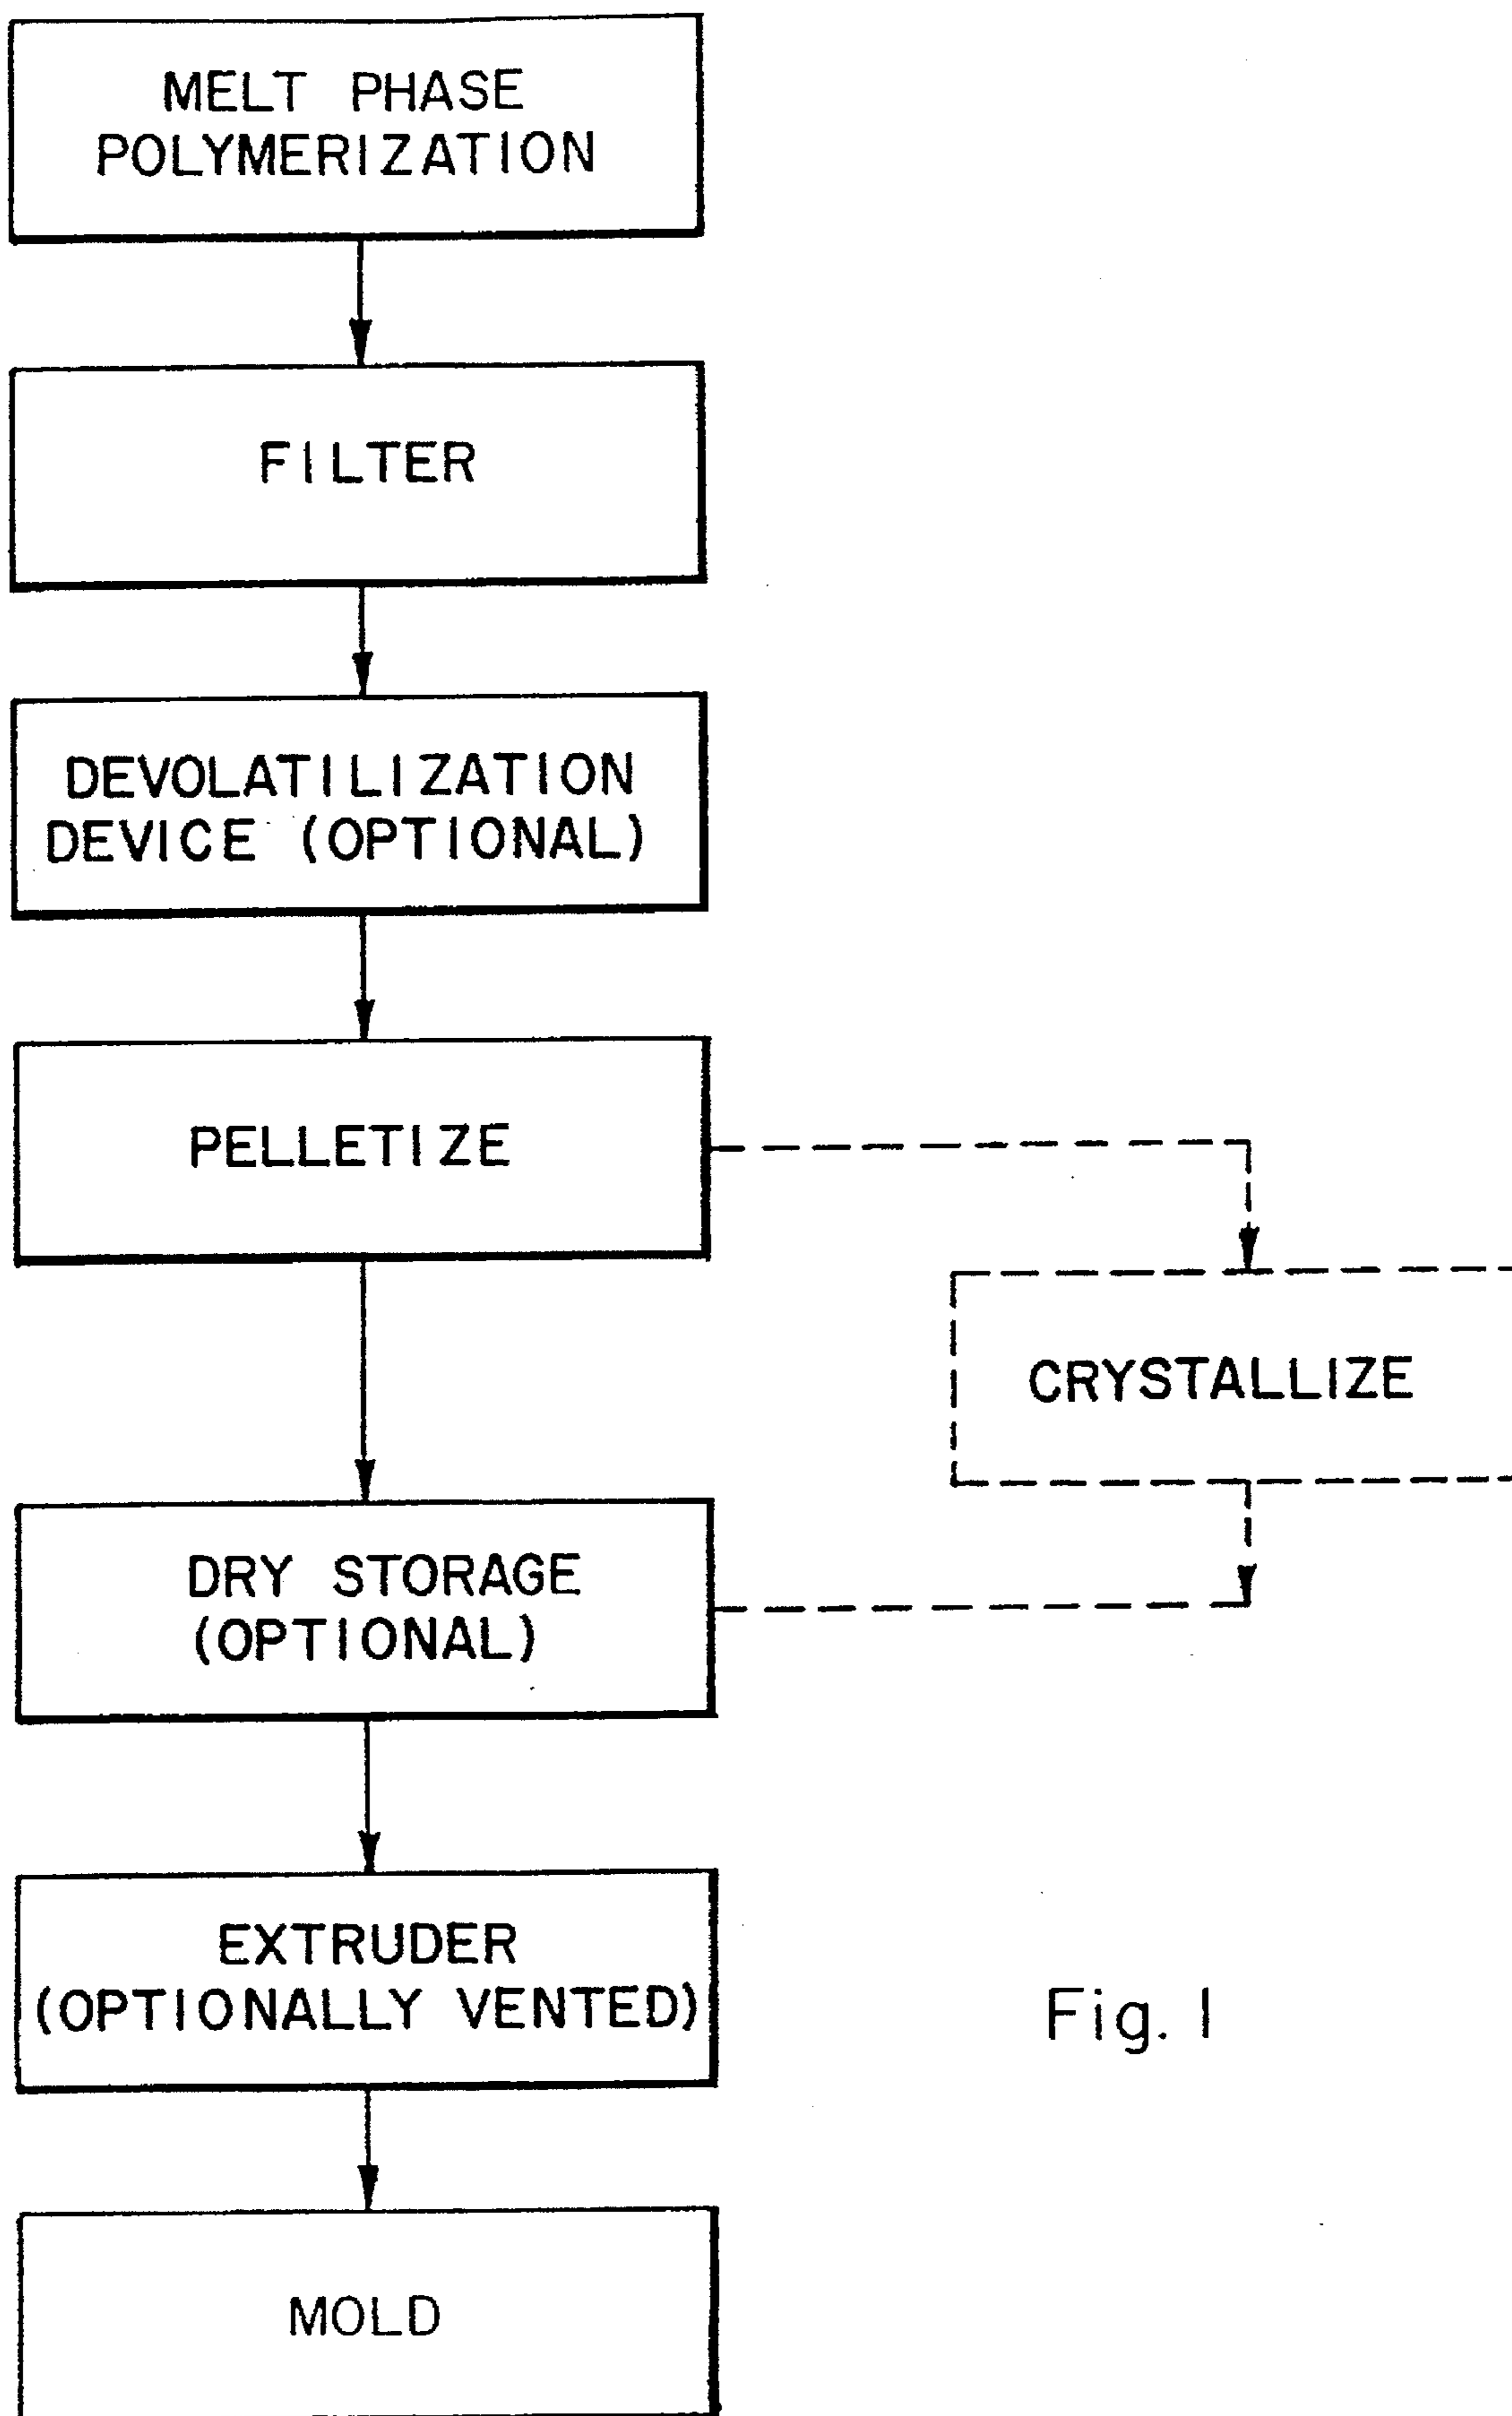 MELT PHASE
POLYMERIZATION
FILTER
DEVOLATILIZATION
DEVICE (OPTIONAL)
PELLETIZE
CRYSTALLIZE
DRY STORAGE
(OPTIONAL)
EXTRUDER
(OPTIONALLY VENTED)
Fig. 1
MOLD